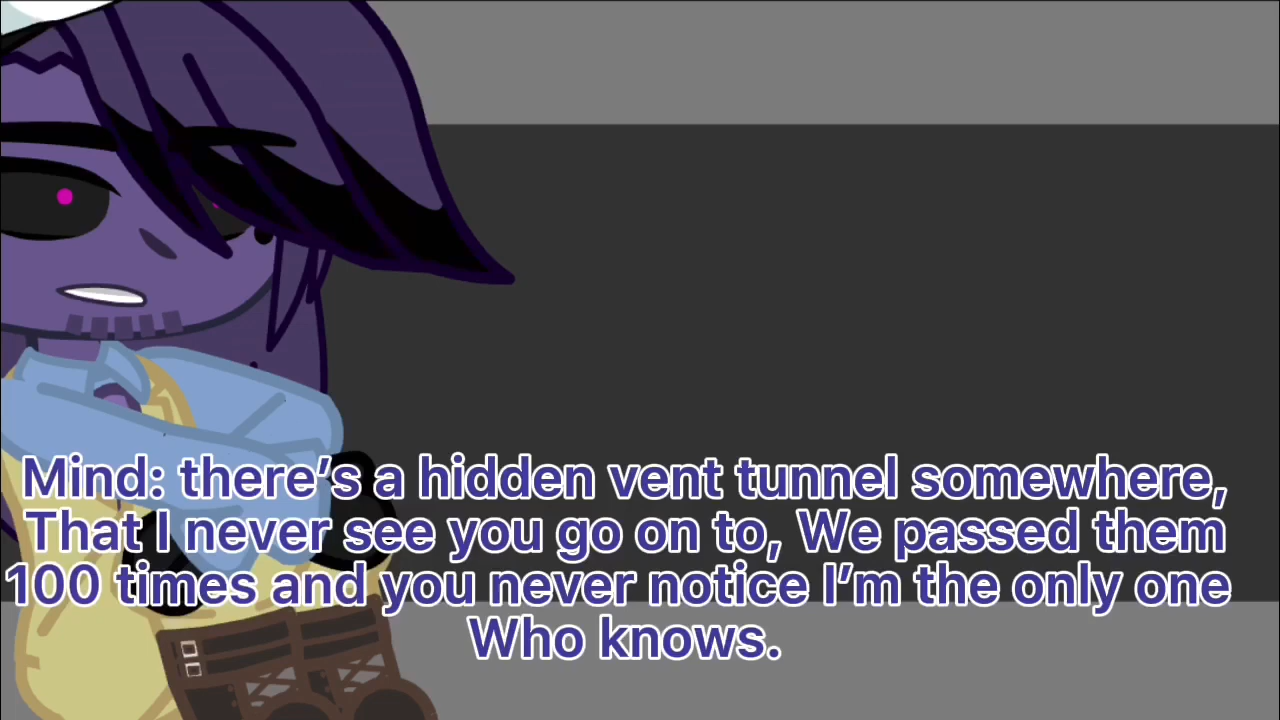 Mind: there’s a hidden vent tunnel somewhere,
That I never see you go on to, We passed them
100 times and you never notice I’m the only one
Who knows.